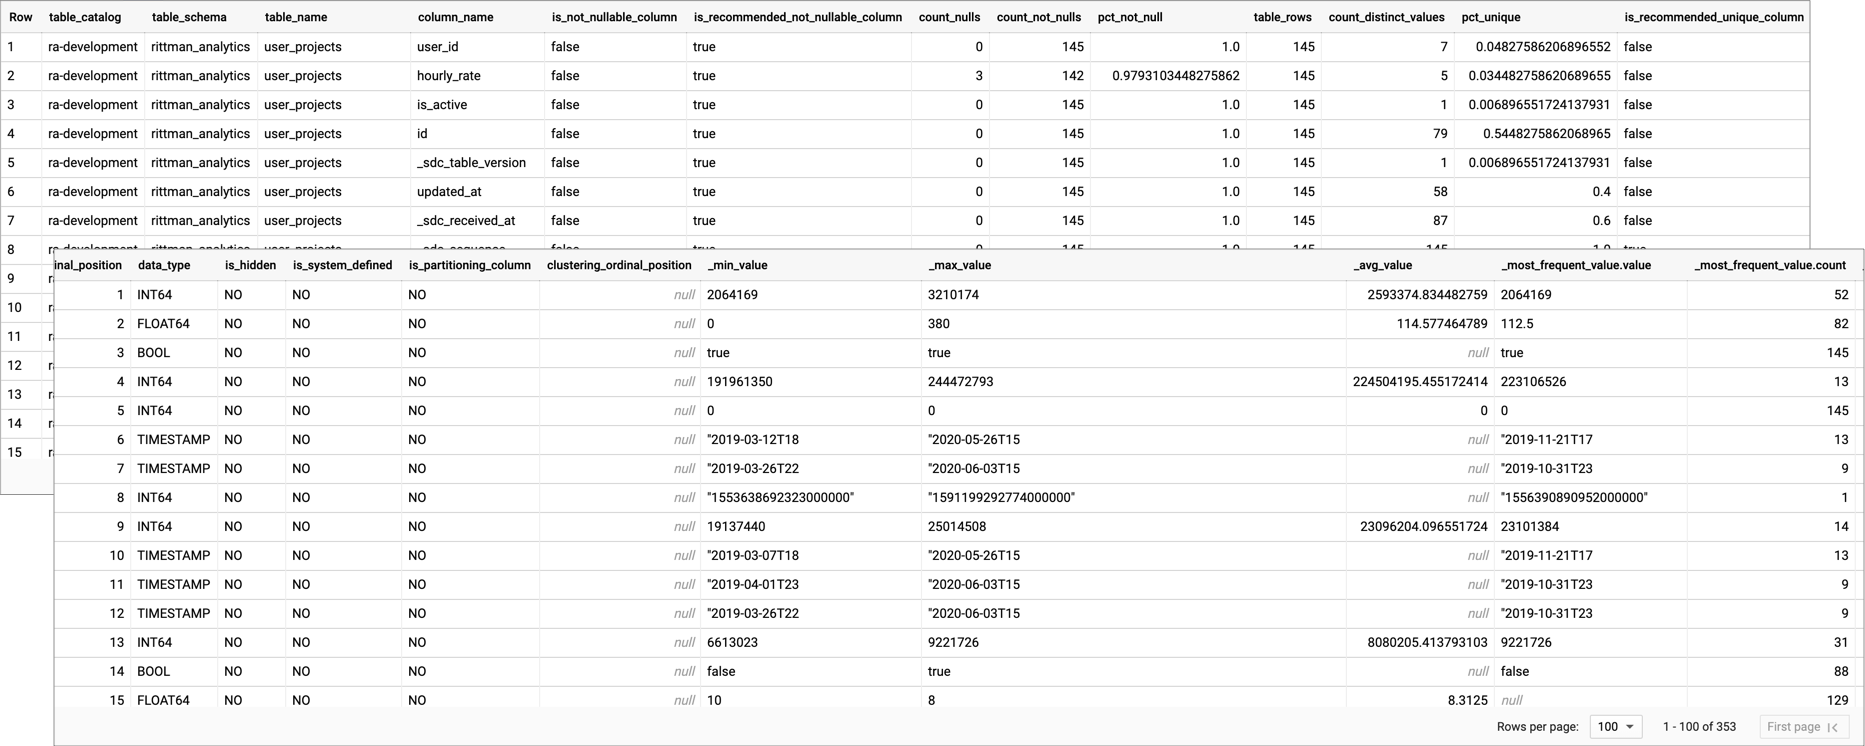 Row table_catalog table_schema table_name column_name is_not_nullable_column is_recommended_not_nullable_column count_nulls count_not_nulls pct_not_null table_rows count_distinct_values pct_unique is_recommended_unique_column
1 ra-development rittman_analytics user_projects user_id false true 0 145 1.0 145 7 0.04827586206896552 false
2 ra-development rittman_analytics user_projects hourly_rate false true 3 142 0.9793103448275862 145 5 0.034482758620689655 false
3 ra-development rittman_analytics user_projects is_active false true 0 145 1.0 145 1 0.006896551724137931 false
4 ra-development rittman_analytics user_projects id false true 0 145 1.0 145 79 0.5448275862068965 false
5 ra-development rittman_analytics user_projects _sdc_table_version false true 0 145 1.0 145 1 0.006896551724137931 false
6 ra-development rittman_analytics user_projects updated_at false true 0 145 1.0 145 58 0.4 false
7 ra-development rittman_analytics user_projects _sdc_received_at false true 0 145 1.0 145 87 0.6 false
8 ra-development rittman_analytics user_projects _sdc_sequence false true 145 1.0 145 145 1.0 true
inal_position data_type is_hidden is_system_defined is_partitioning_column clustering_ordinal_position _min_value _max_value _avg_value _most_frequent_value.value _most_frequent_value.count
9
1 INT64 NO NO NO null 2064169 3210174 2593374.834482759 2064169 52
10
2 FLOAT64 NO NO NO null 0 380 114.577464789 112.5 82
11
3 BOOL NO NO NO null true true null true 145
12
4 INT64 NO NO NO null 191961350 244472793 224504195.455172414 223106526 13
13
5 INT64 NO NO NO null 0 0 0 0 145
14
6 TIMESTAMP NO NO NO null "2019-03-12T18 "2020-05-26T15 null "2019-11-21T17 13
15
7 TIMESTAMP NO NO NO null "2019-03-26T22 "2020-06-03T15 null "2019-10-31T23 9
8 INT64 NO NO NO null "1553638692323000000" "1591199292774000000" null "1556390890952000000" 1
9 INT64 NO NO NO null 19137440 25014508 23096204.096551724 23101384 14
10 TIMESTAMP NO NO NO null "2019-03-07T18 "2020-05-26T15 null "2019-11-21T17 13
11 TIMESTAMP NO NO NO null "2019-04-01T23 "2020-06-03T15 null "2019-10-31T23 9
12 TIMESTAMP NO NO NO null "2019-03-26T22 "2020-06-03T15 null "2019-10-31T23 9
13 INT64 NO NO NO null 6613023 9221726 8080205.413793103 9221726 31
14 BOOL NO NO NO null false true null false 88
15 FLOAT64 NO NO NO null 10 8 8.3125 null 129
Rows per page: 100 1 - 100 of 353 First page